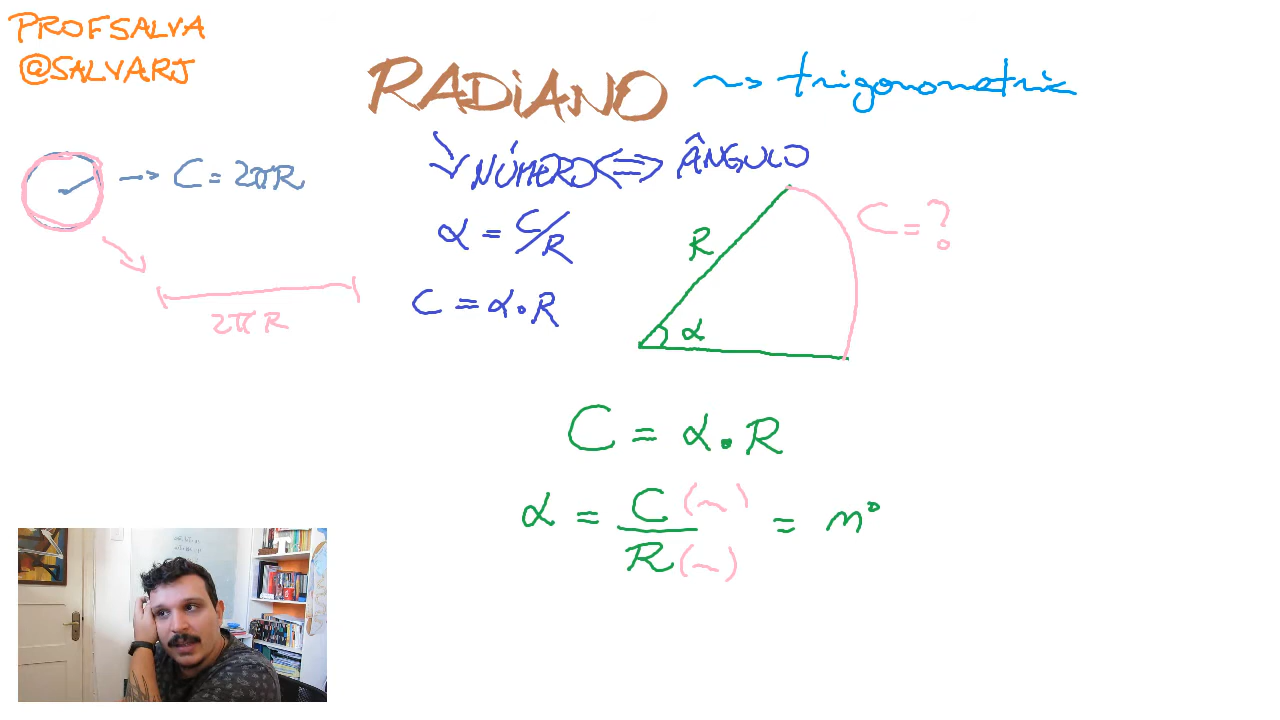 PROFSALVA
@SALVARJ
RADIANO ~> trigonometria
NÚMERO <=> ÂNGULO
C = 2πR
α = C/R
C = α . R
2πR
R
α
C = ?
C = α . R
α = C (m) / R (m) = nº